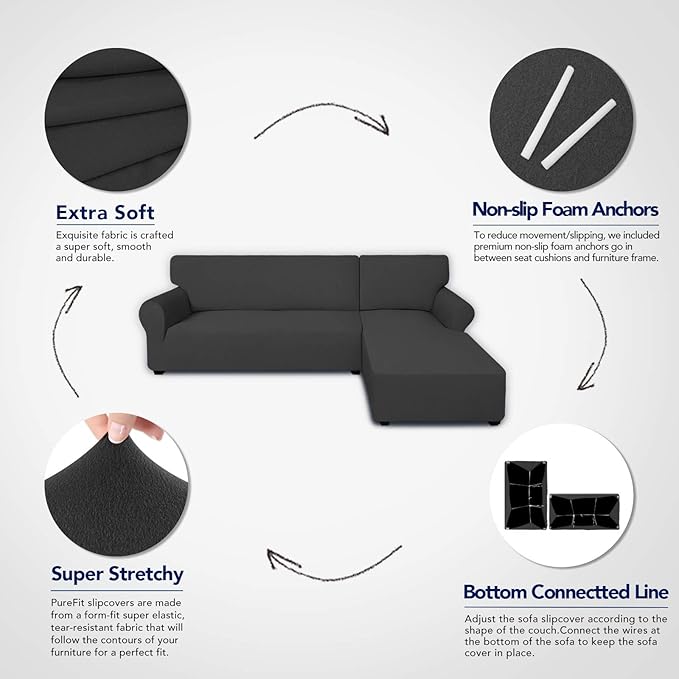 Extra Soft
Exquisite fabric is crafted
a super soft, smooth
and durable.
Non-slip Foam Anchors
To reduce movement/slipping, we included
premium non-slip foam anchors go in
between seat cushions and furniture frame.
Super Stretchy
PureFit slipcovers are made
from a form-fit super elastic,
tear-resistant fabric that will
follow the contours of your
furniture for a perfect fit.
Bottom Connectted Line
Adjust the sofa slipcover according to the
shape of the couch.Connect the wires at
the bottom of the sofa to keep the sofa
cover in place.